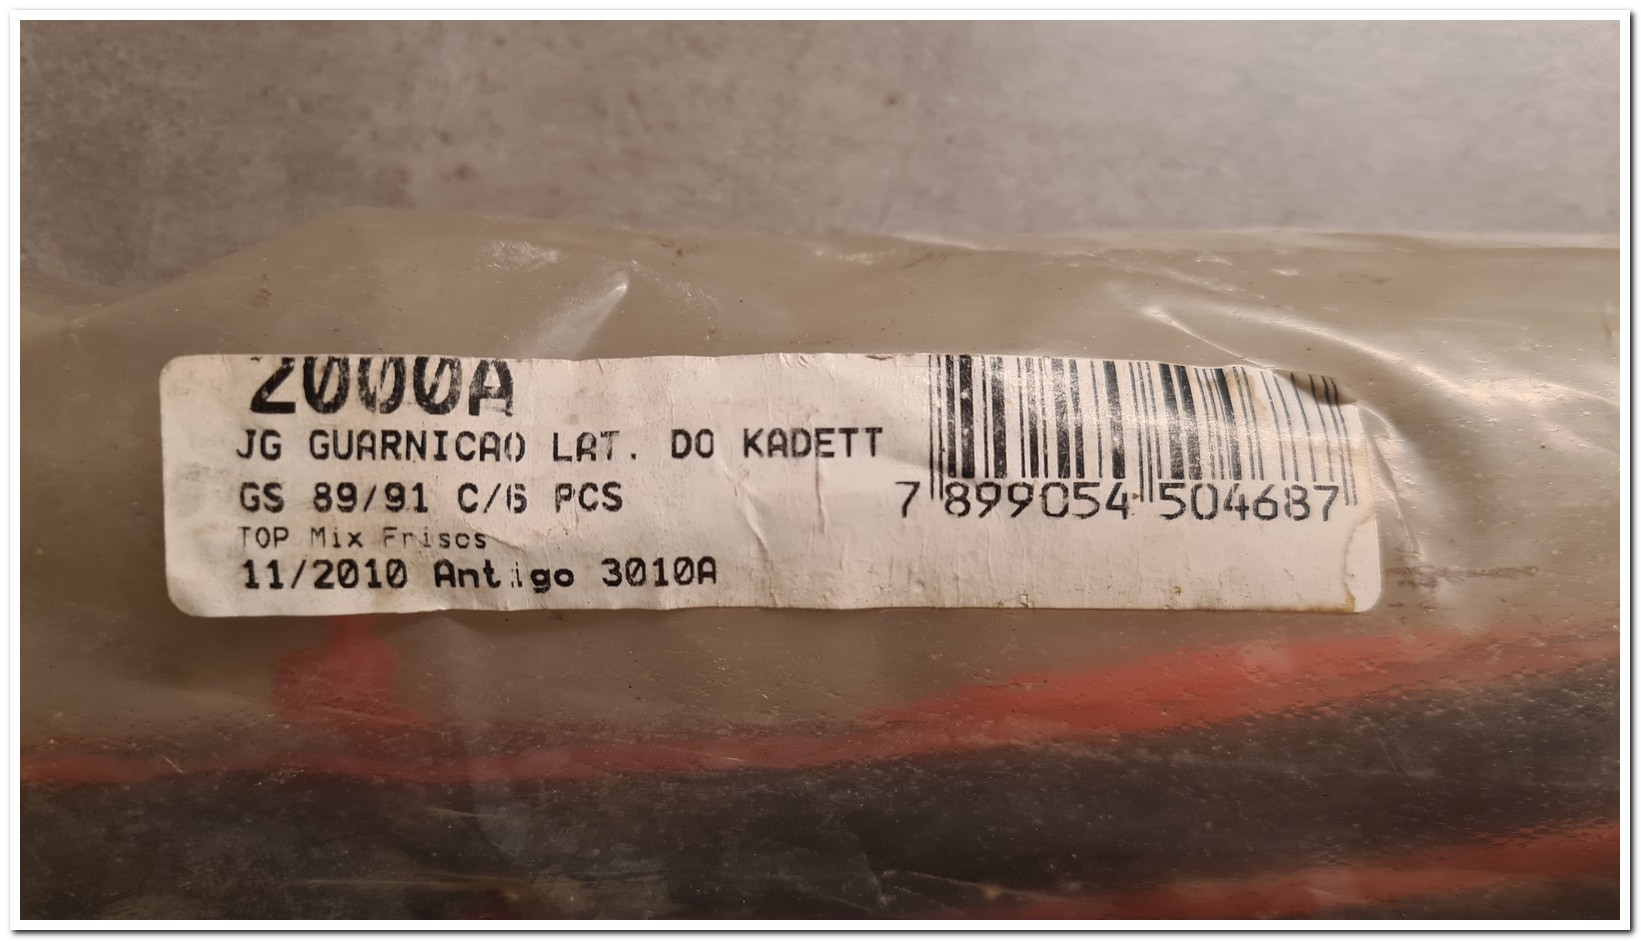 2000A
JG GUARNICAO LAT. DO KADETT
GS 89/91 C/6 PCS
TOP Mix Frisos
11/2010 Antigo 3010A
7 899054 504687